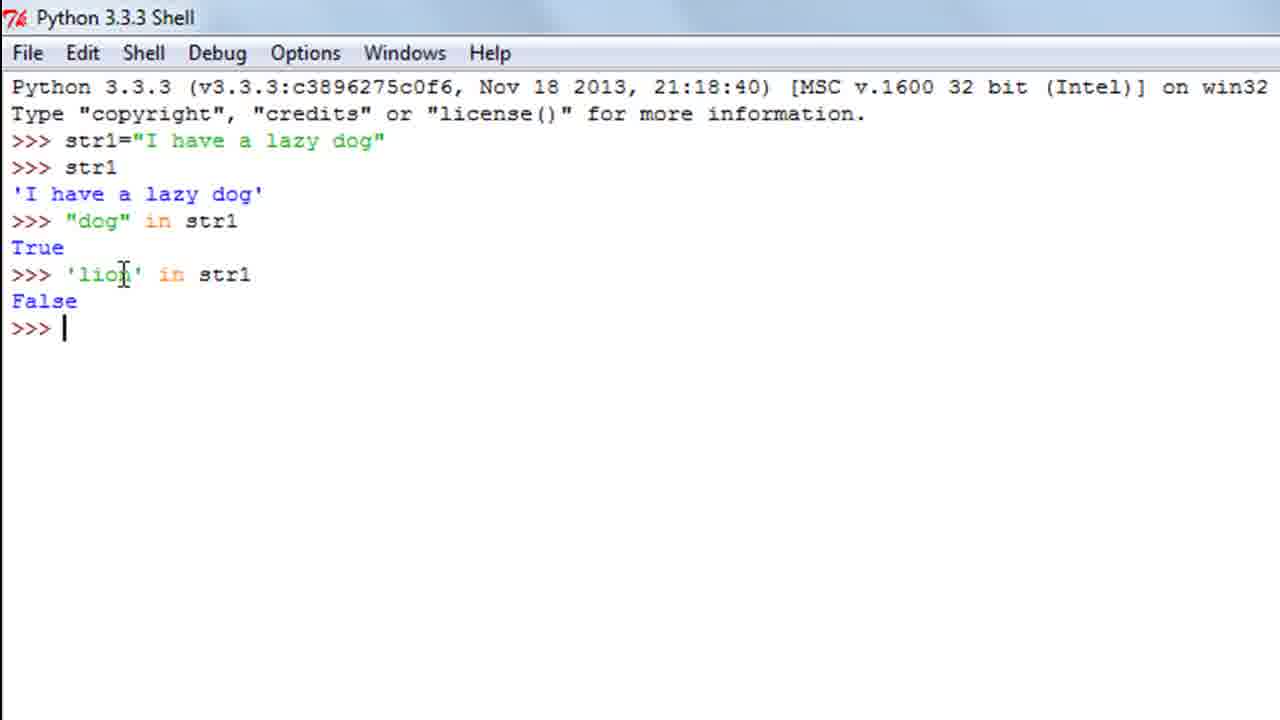 Python 3.3.3 Shell
File Edit Shell Debug Options Windows Help
Python 3.3.3 (v3.3.3:c3896275c0f6, Nov 18 2013, 21:18:40) [MSC v.1600 32 bit (Intel)] on win32
Type "copyright", "credits" or "license()" for more information.
>>> str1="I have a lazy dog"
>>> str1
'I have a lazy dog'
>>> "dog" in str1
True
>>> 'lion' in str1
False
>>>